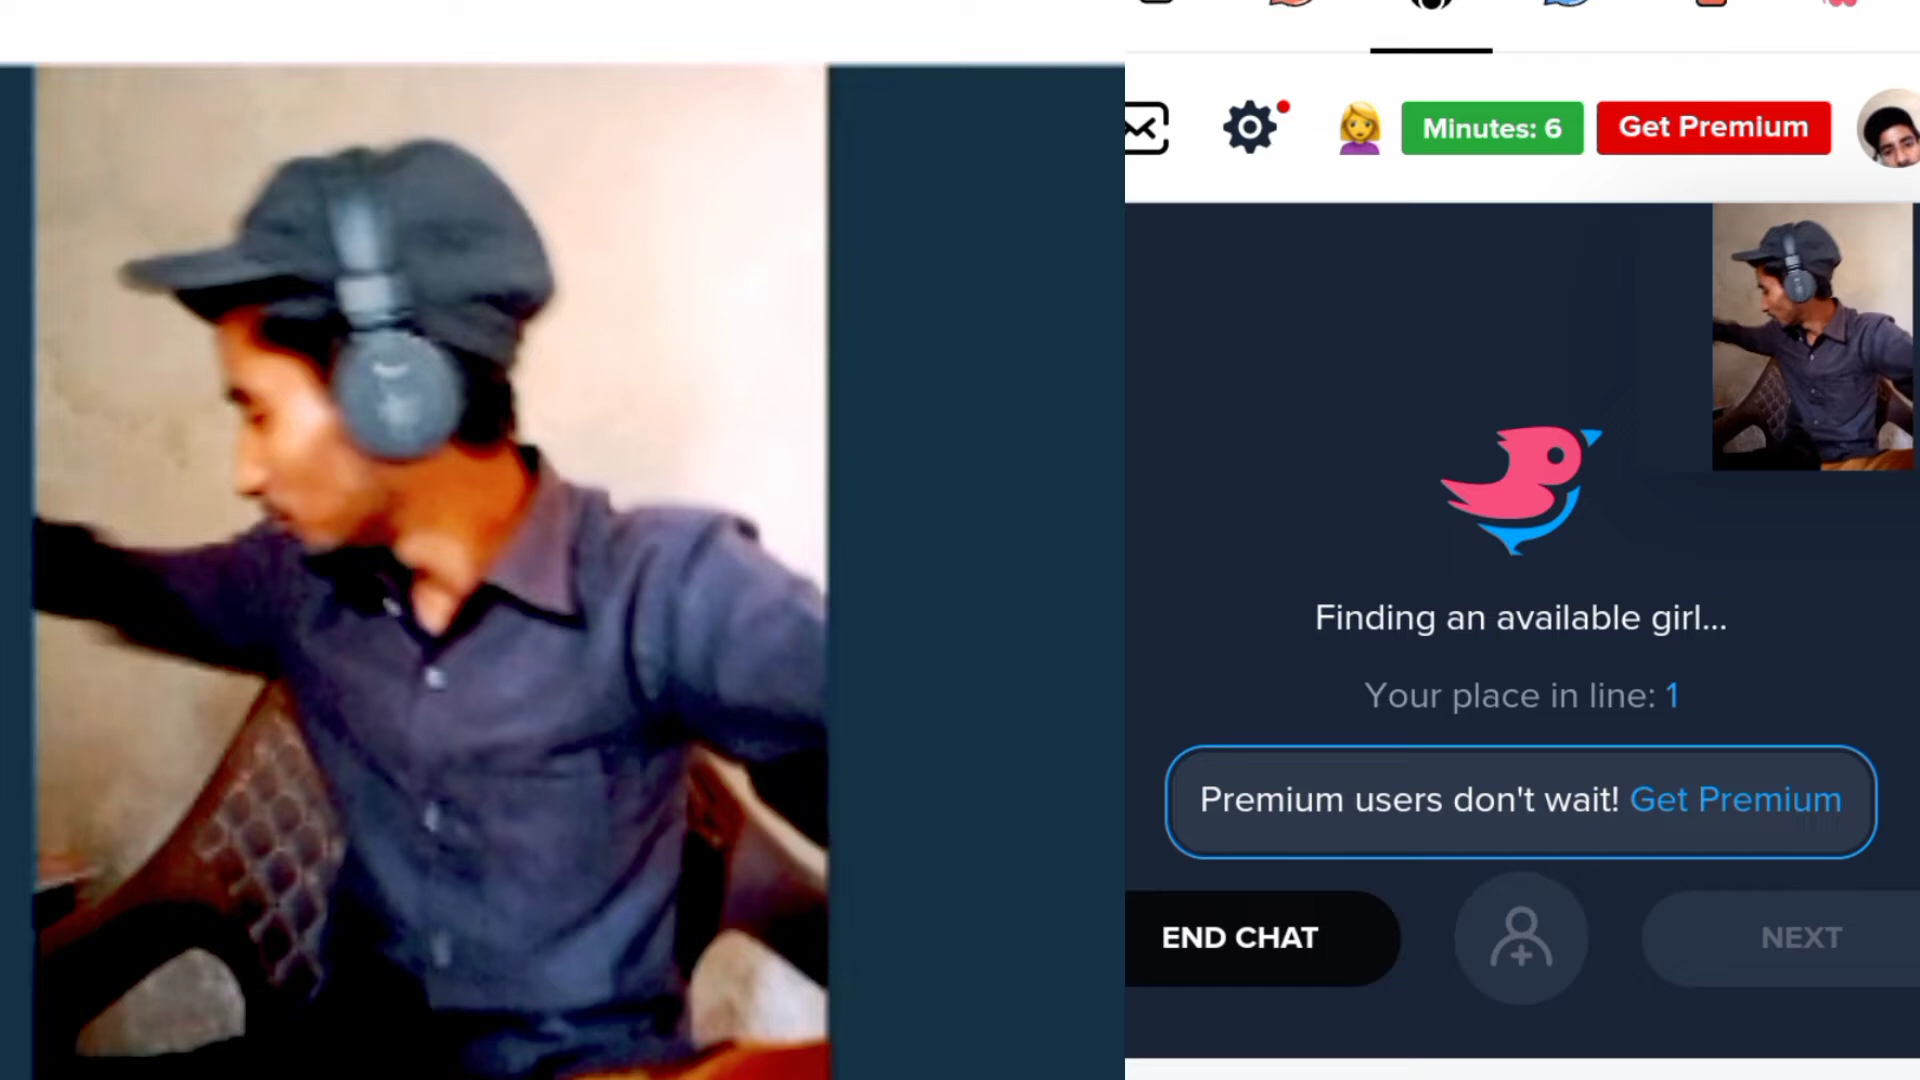 Minutes: 6
Get Premium
Finding an available girl...
Your place in line: 1
Premium users don't wait! Get Premium
END CHAT
NEXT